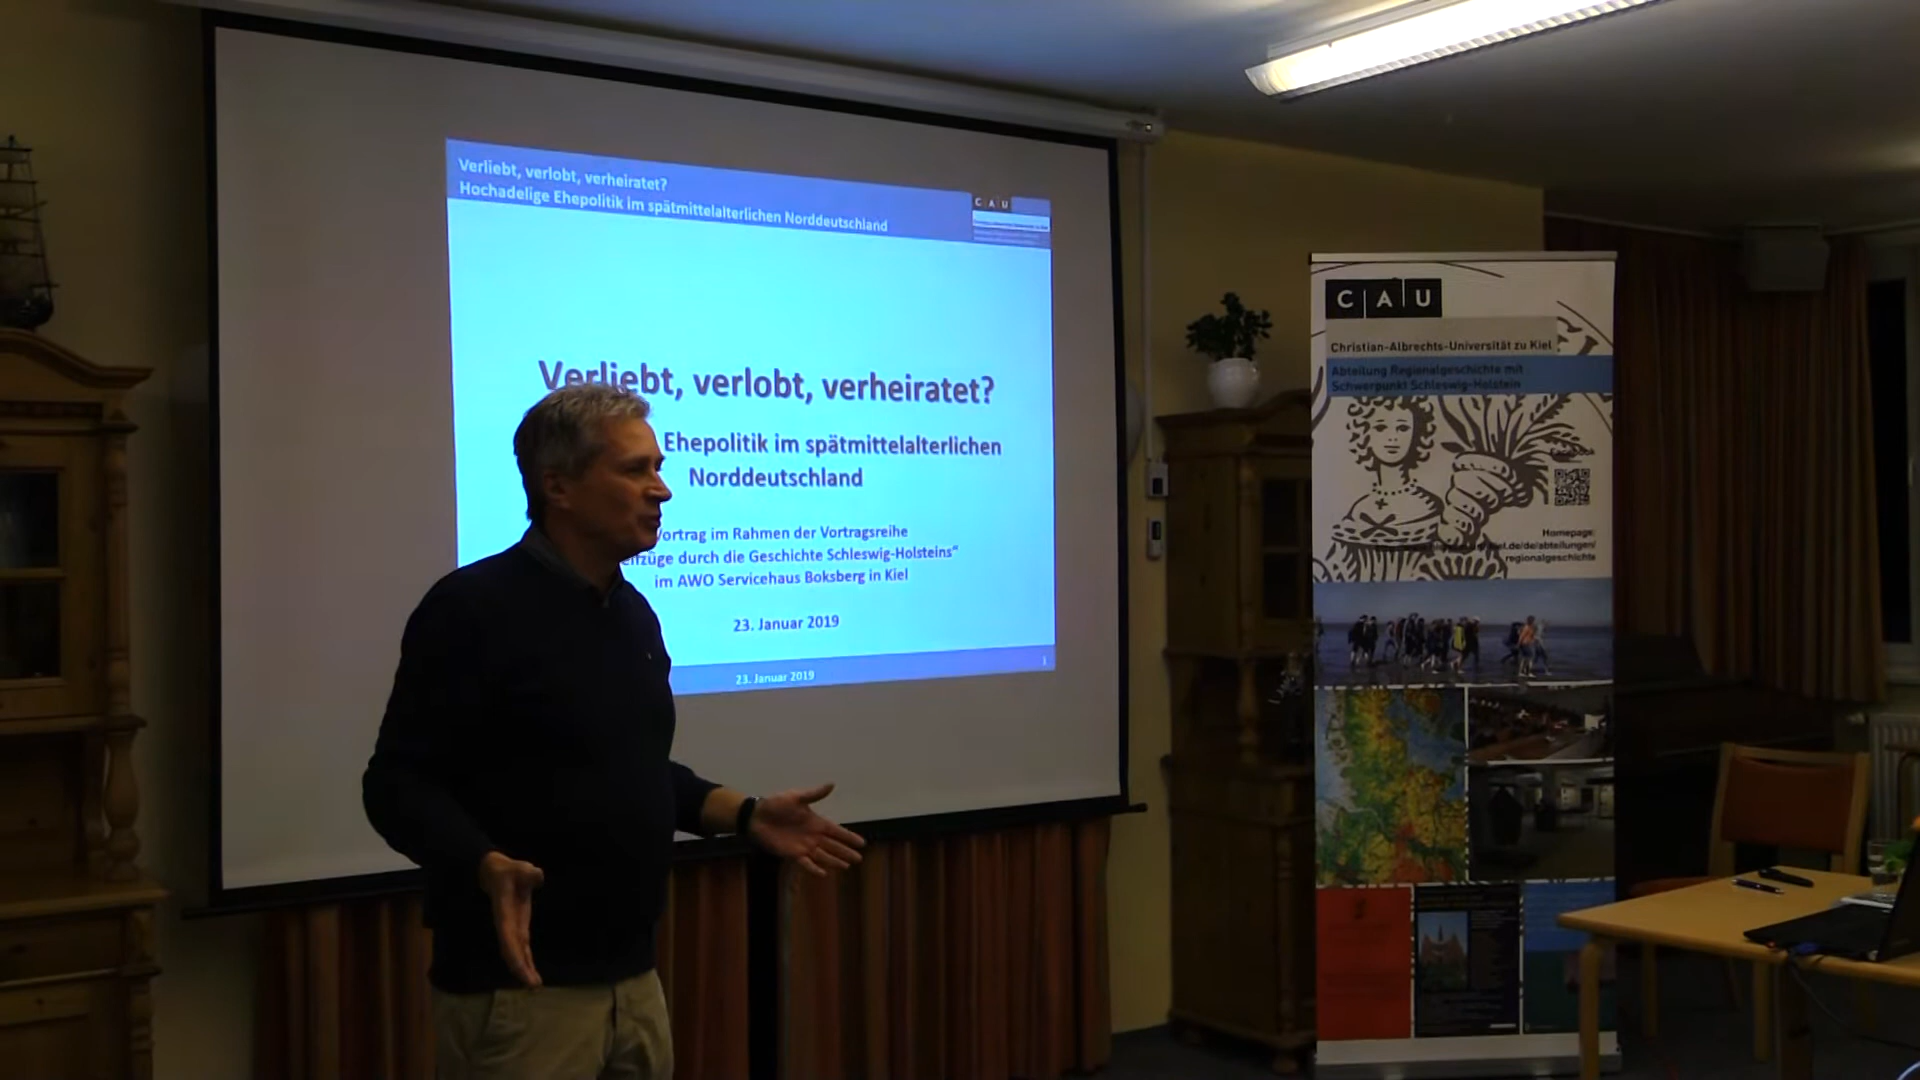 Verliebt, verlobt, verheiratet?
Hochadelige Ehepolitik im spätmittelalterlichen Norddeutschland
C A U
Verliebt, verlobt, verheiratet?
Ehepolitik im spätmittelalterlichen
Norddeutschland
Vortrag im Rahmen der Vortragsreihe
durch die Geschichte Schleswig-Holsteins“
im AWO Servicehaus Boksberg in Kiel
23. Januar 2019
23. Januar 2019
1
C A U
Christian-Albrechts-Universität zu Kiel
Abteilung Regionalgeschichte mit
Schwerpunkt Schleswig-Holstein
Facebook
Homepage:
regionalgeschichte